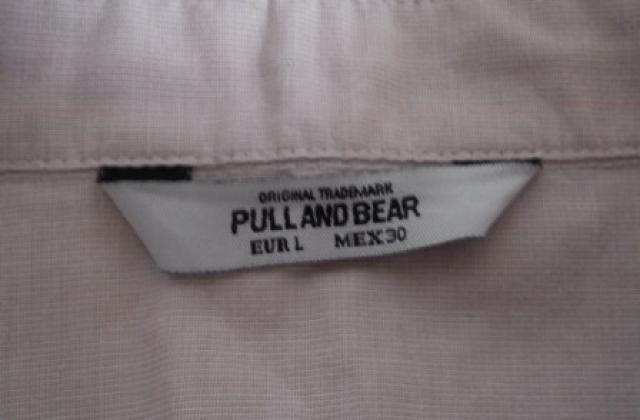 ORIGINAL TRADEMARK
PULL AND BEAR
EUR L MEX 30